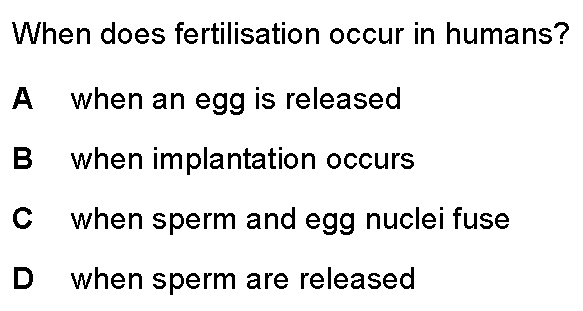 When does fertilisation occur in humans?
A when an egg is released
B when implantation occurs
C when sperm and egg nuclei fuse
D when sperm are released